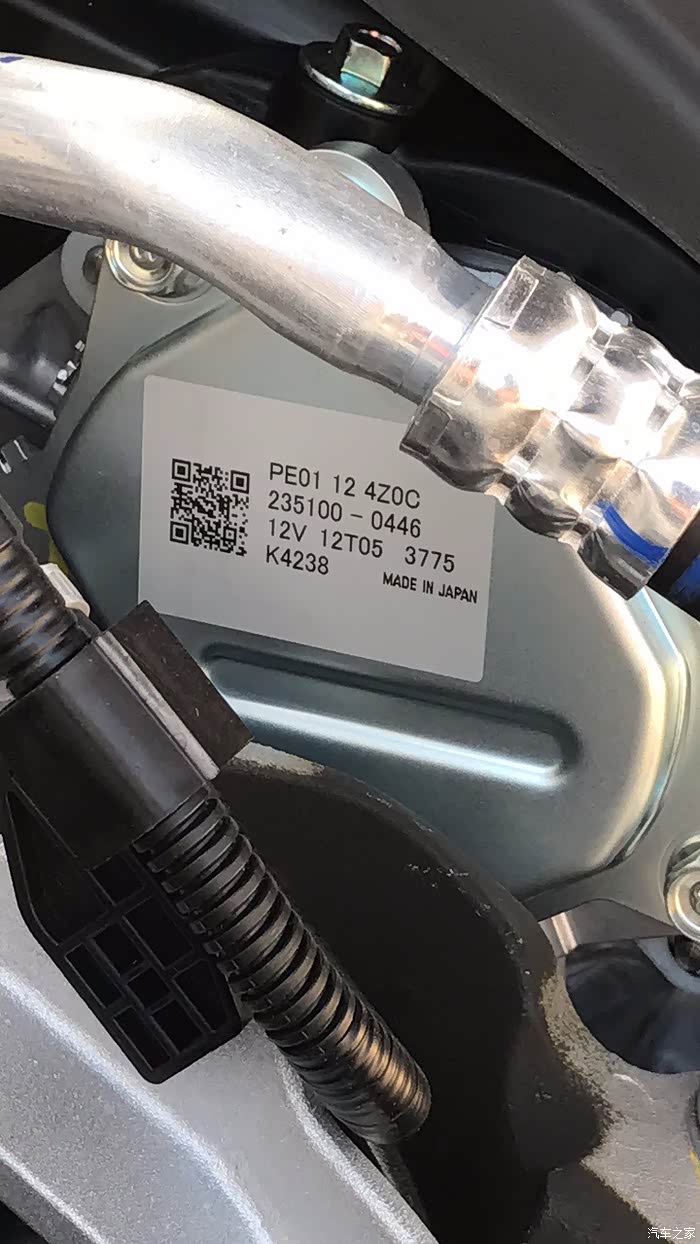 PE01 12 4Z0C
235100-0446
12V 12T05 3775
K4238
MADE IN JAPAN
汽车之家